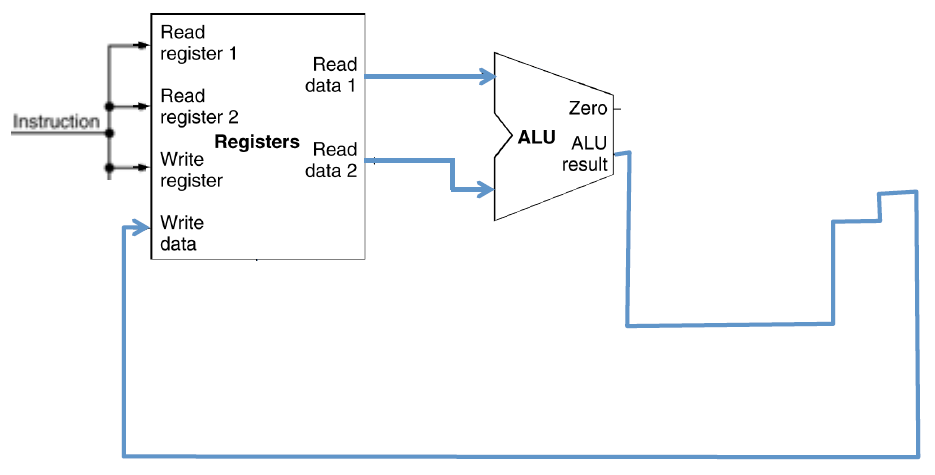 Read
register 1
Read
data 1
Read
register 2
Instruction
Registers
Read
data 2
Write
register
Write
data
Zero
ALU
ALU
result